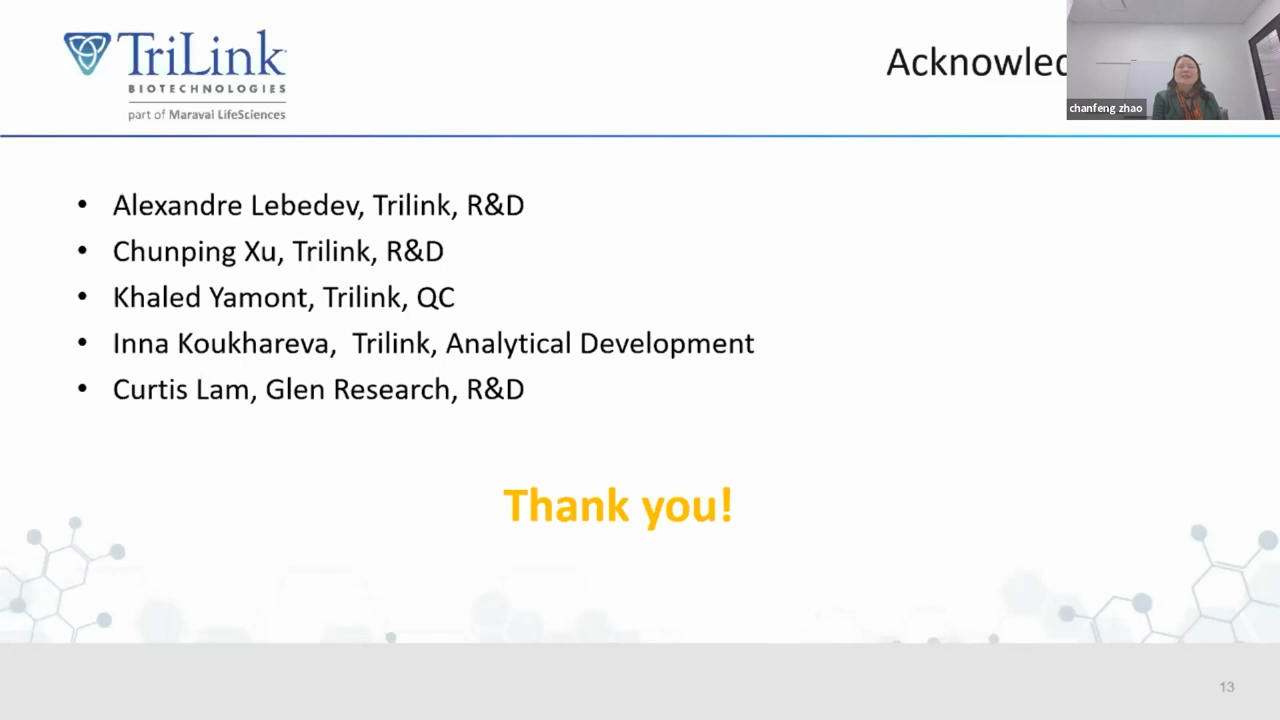 TriLink
BIOTECHNOLOGIES
part of Maraval LifeSciences
Acknowled
chanfeng zhao
• Alexandre Lebedev, Trilink, R&D
• Chunping Xu, Trilink, R&D
• Khaled Yamont, Trilink, QC
• Inna Koukhareva,  Trilink, Analytical Development
• Curtis Lam, Glen Research, R&D
Thank you!
13